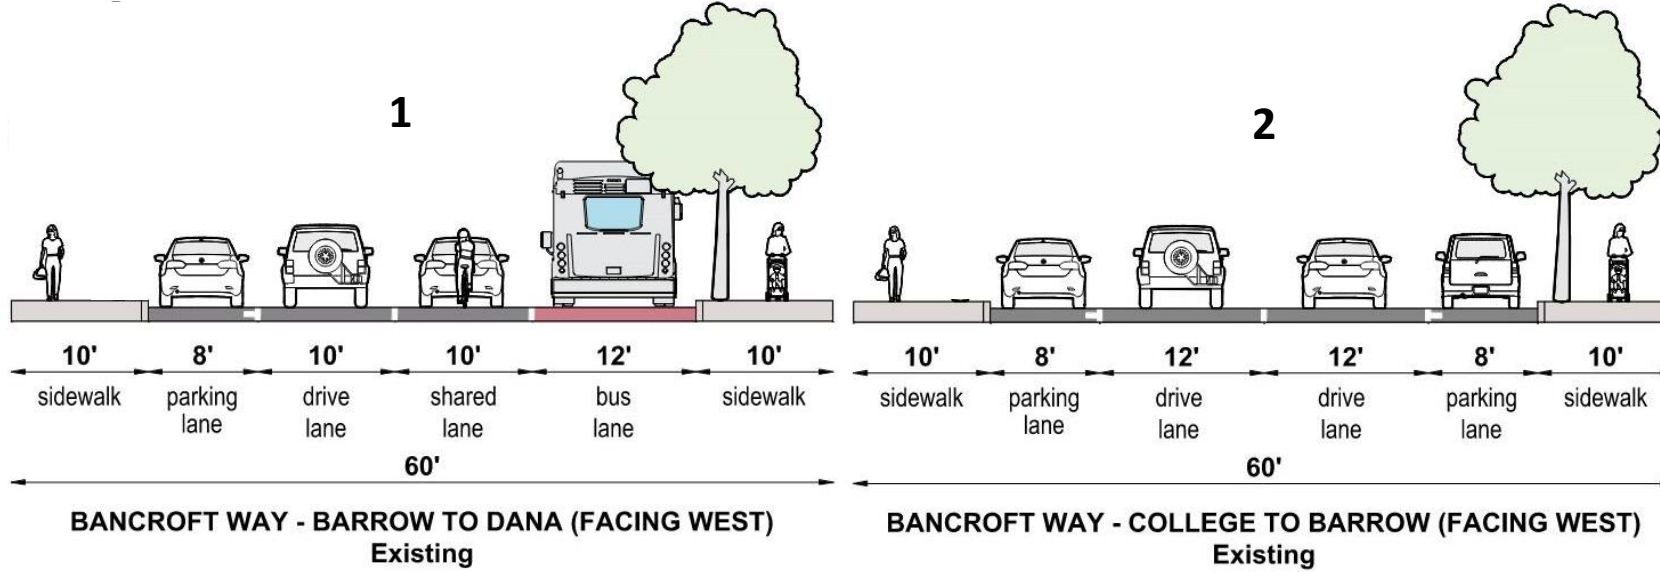 1
10' 8' 10' 10' 12' 10'
sidewalk parking drive shared bus sidewalk
lane lane lane lane
60'
BANCROFT WAY - BARROW TO DANA (FACING WEST)
Existing
2
10' 8' 12' 12' 8' 10'
sidewalk parking drive drive parking sidewalk
lane lane lane lane
60'
BANCROFT WAY - COLLEGE TO BARROW (FACING WEST)
Existing